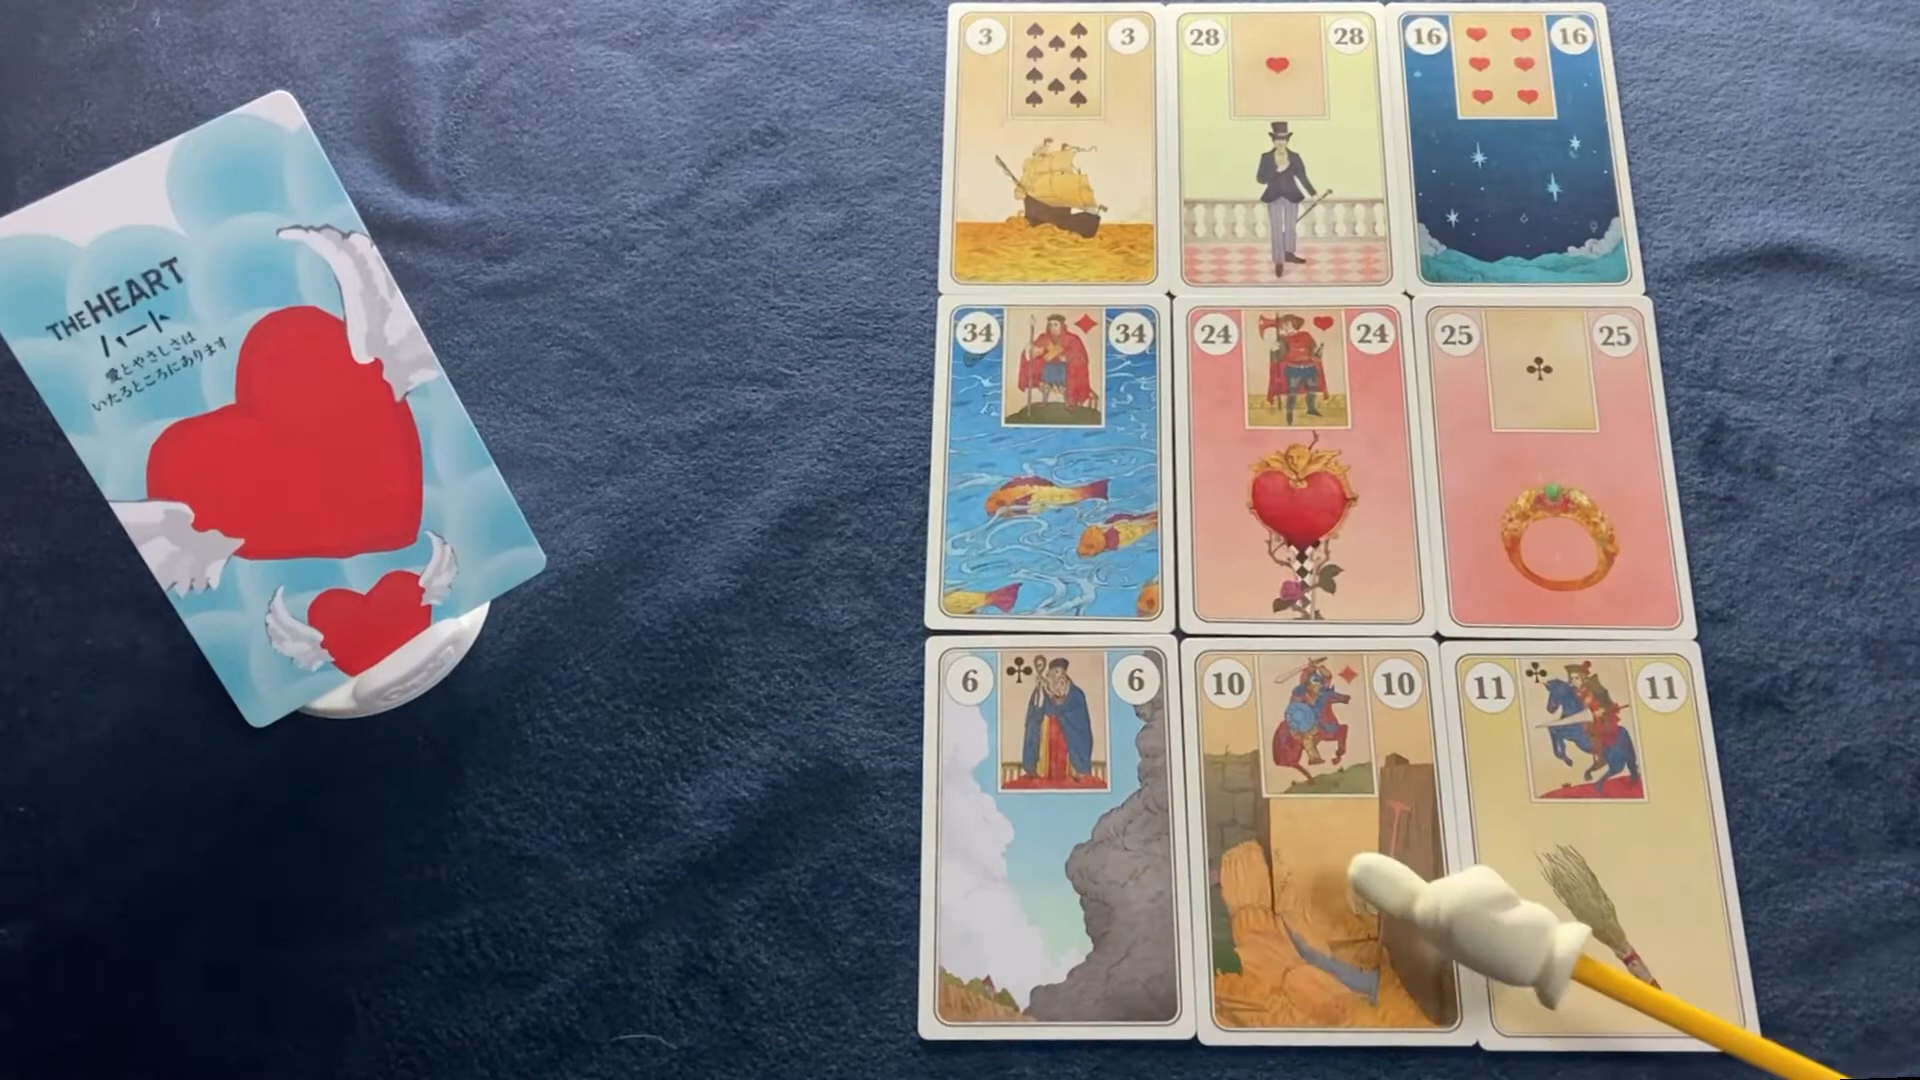 THE HEART
ハート
愛とやさしさは
いたるところにあります
3 3
28 28
16 16
34 34
24 24
25 25
6 6
10 10
11 11